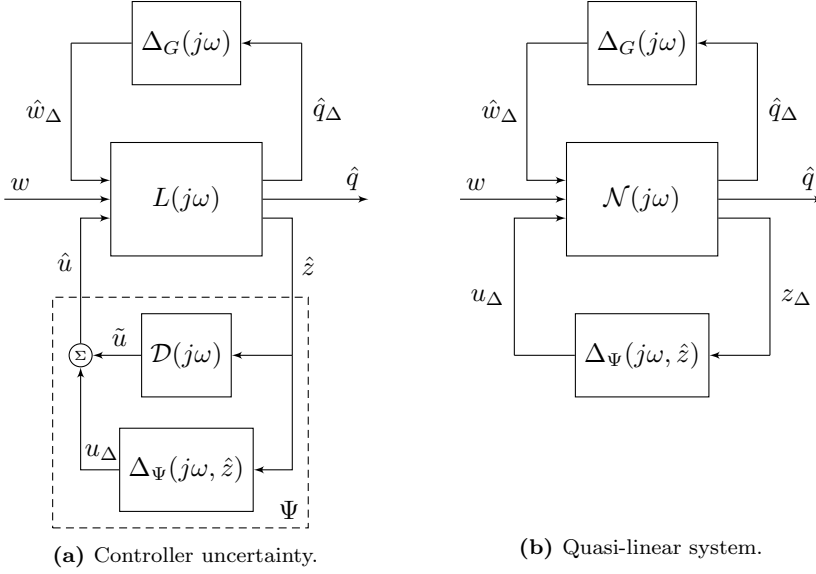 Δ_G(jω)
ŵ_Δ
q̂_Δ
w
L(jω)
q̂
û
ẑ
ũ
𝒟(jω)
Σ
u_Δ
Δ_Ψ(jω, ẑ)
Ψ
(a) Controller uncertainty.
Δ_G(jω)
ŵ_Δ
q̂_Δ
w
𝒩(jω)
q̂
u_Δ
z_Δ
Δ_Ψ(jω, ẑ)
(b) Quasi-linear system.